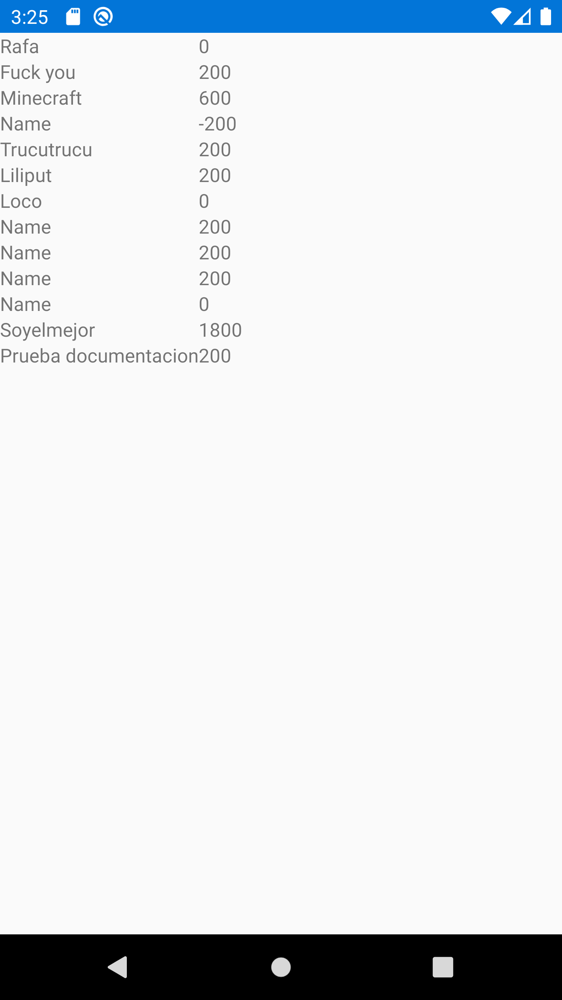 3:25
Rafa 0
Fuck you 200
Minecraft 600
Name -200
Trucutrucu 200
Liliput 200
Loco 0
Name 200
Name 200
Name 200
Name 0
Soyelmejor 1800
Prueba documentacion 200